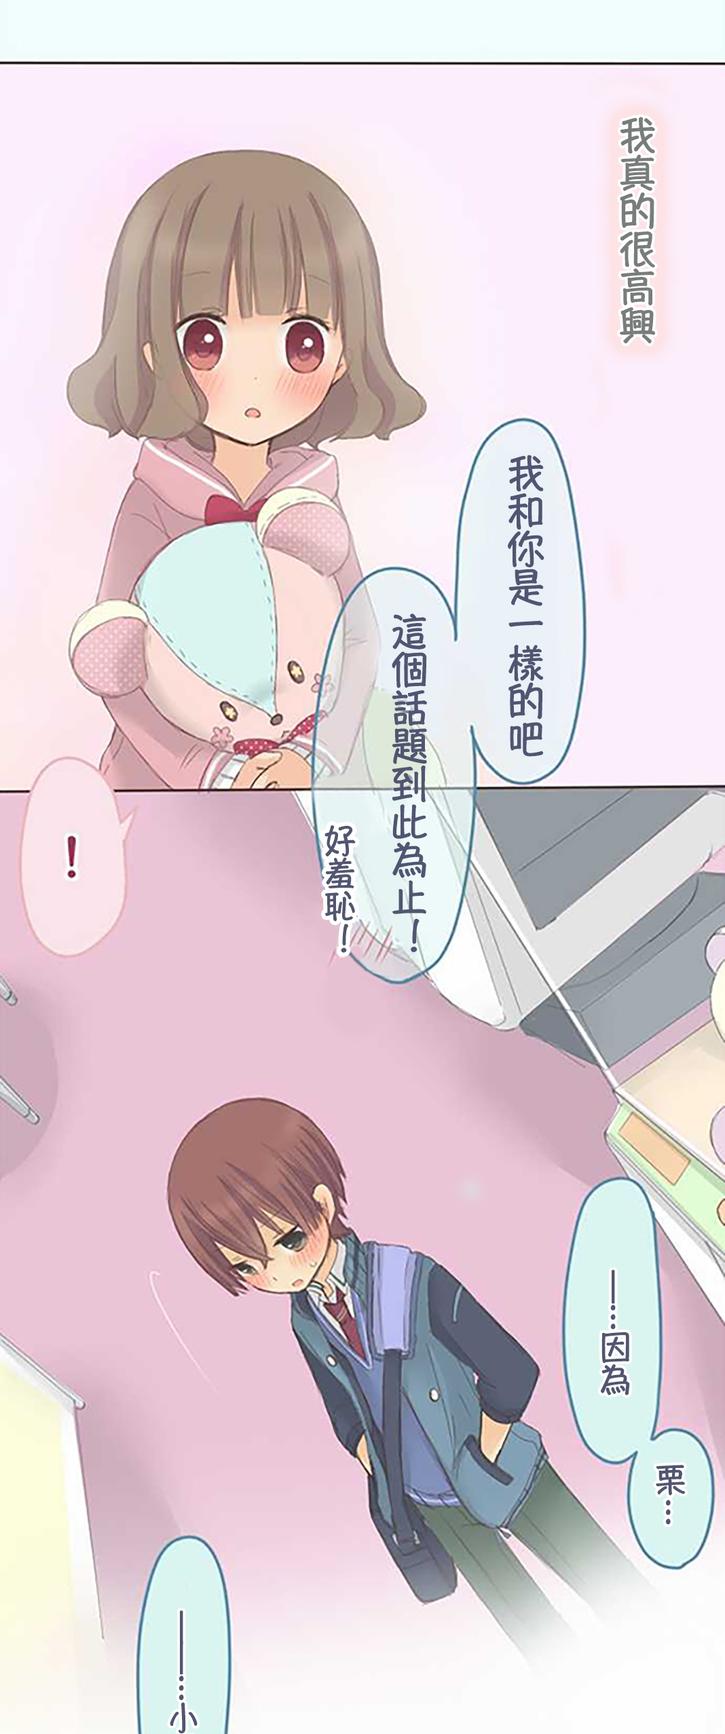 我真的很高興
我和你是一樣的吧
這個話題到此為止！
好羞恥！
！
——…因為
栗…
———…小